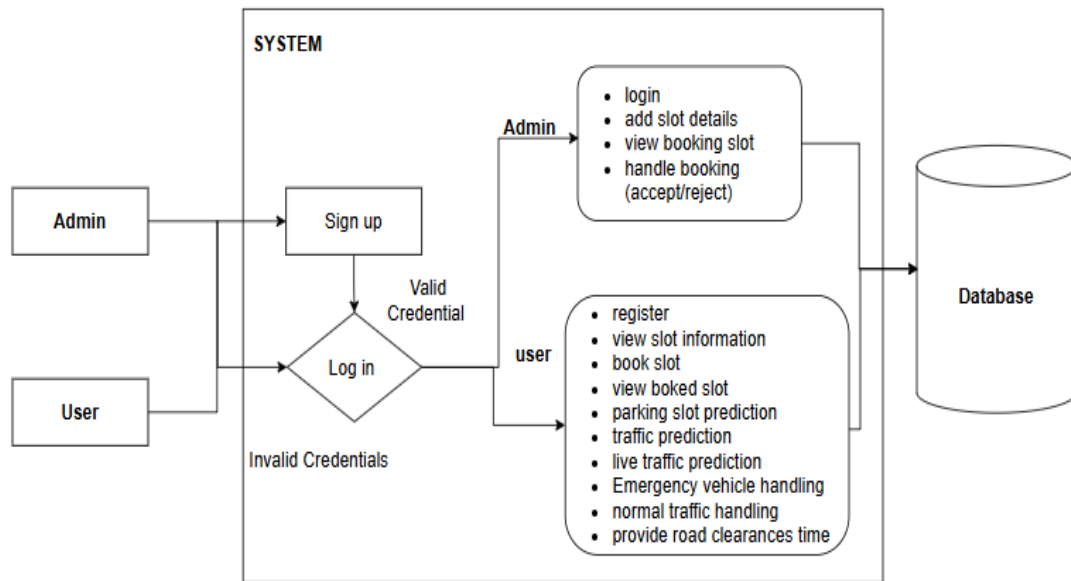 SYSTEM
Admin
User
Sign up
Log in
Valid
Credential
Invalid Credentials
Admin
• login
• add slot details
• view booking slot
• handle booking
(accept/reject)
user
• register
• view slot information
• book slot
• view boked slot
• parking slot prediction
• traffic prediction
• live traffic prediction
• Emergency vehicle handling
• normal traffic handling
• provide road clearances time
Database